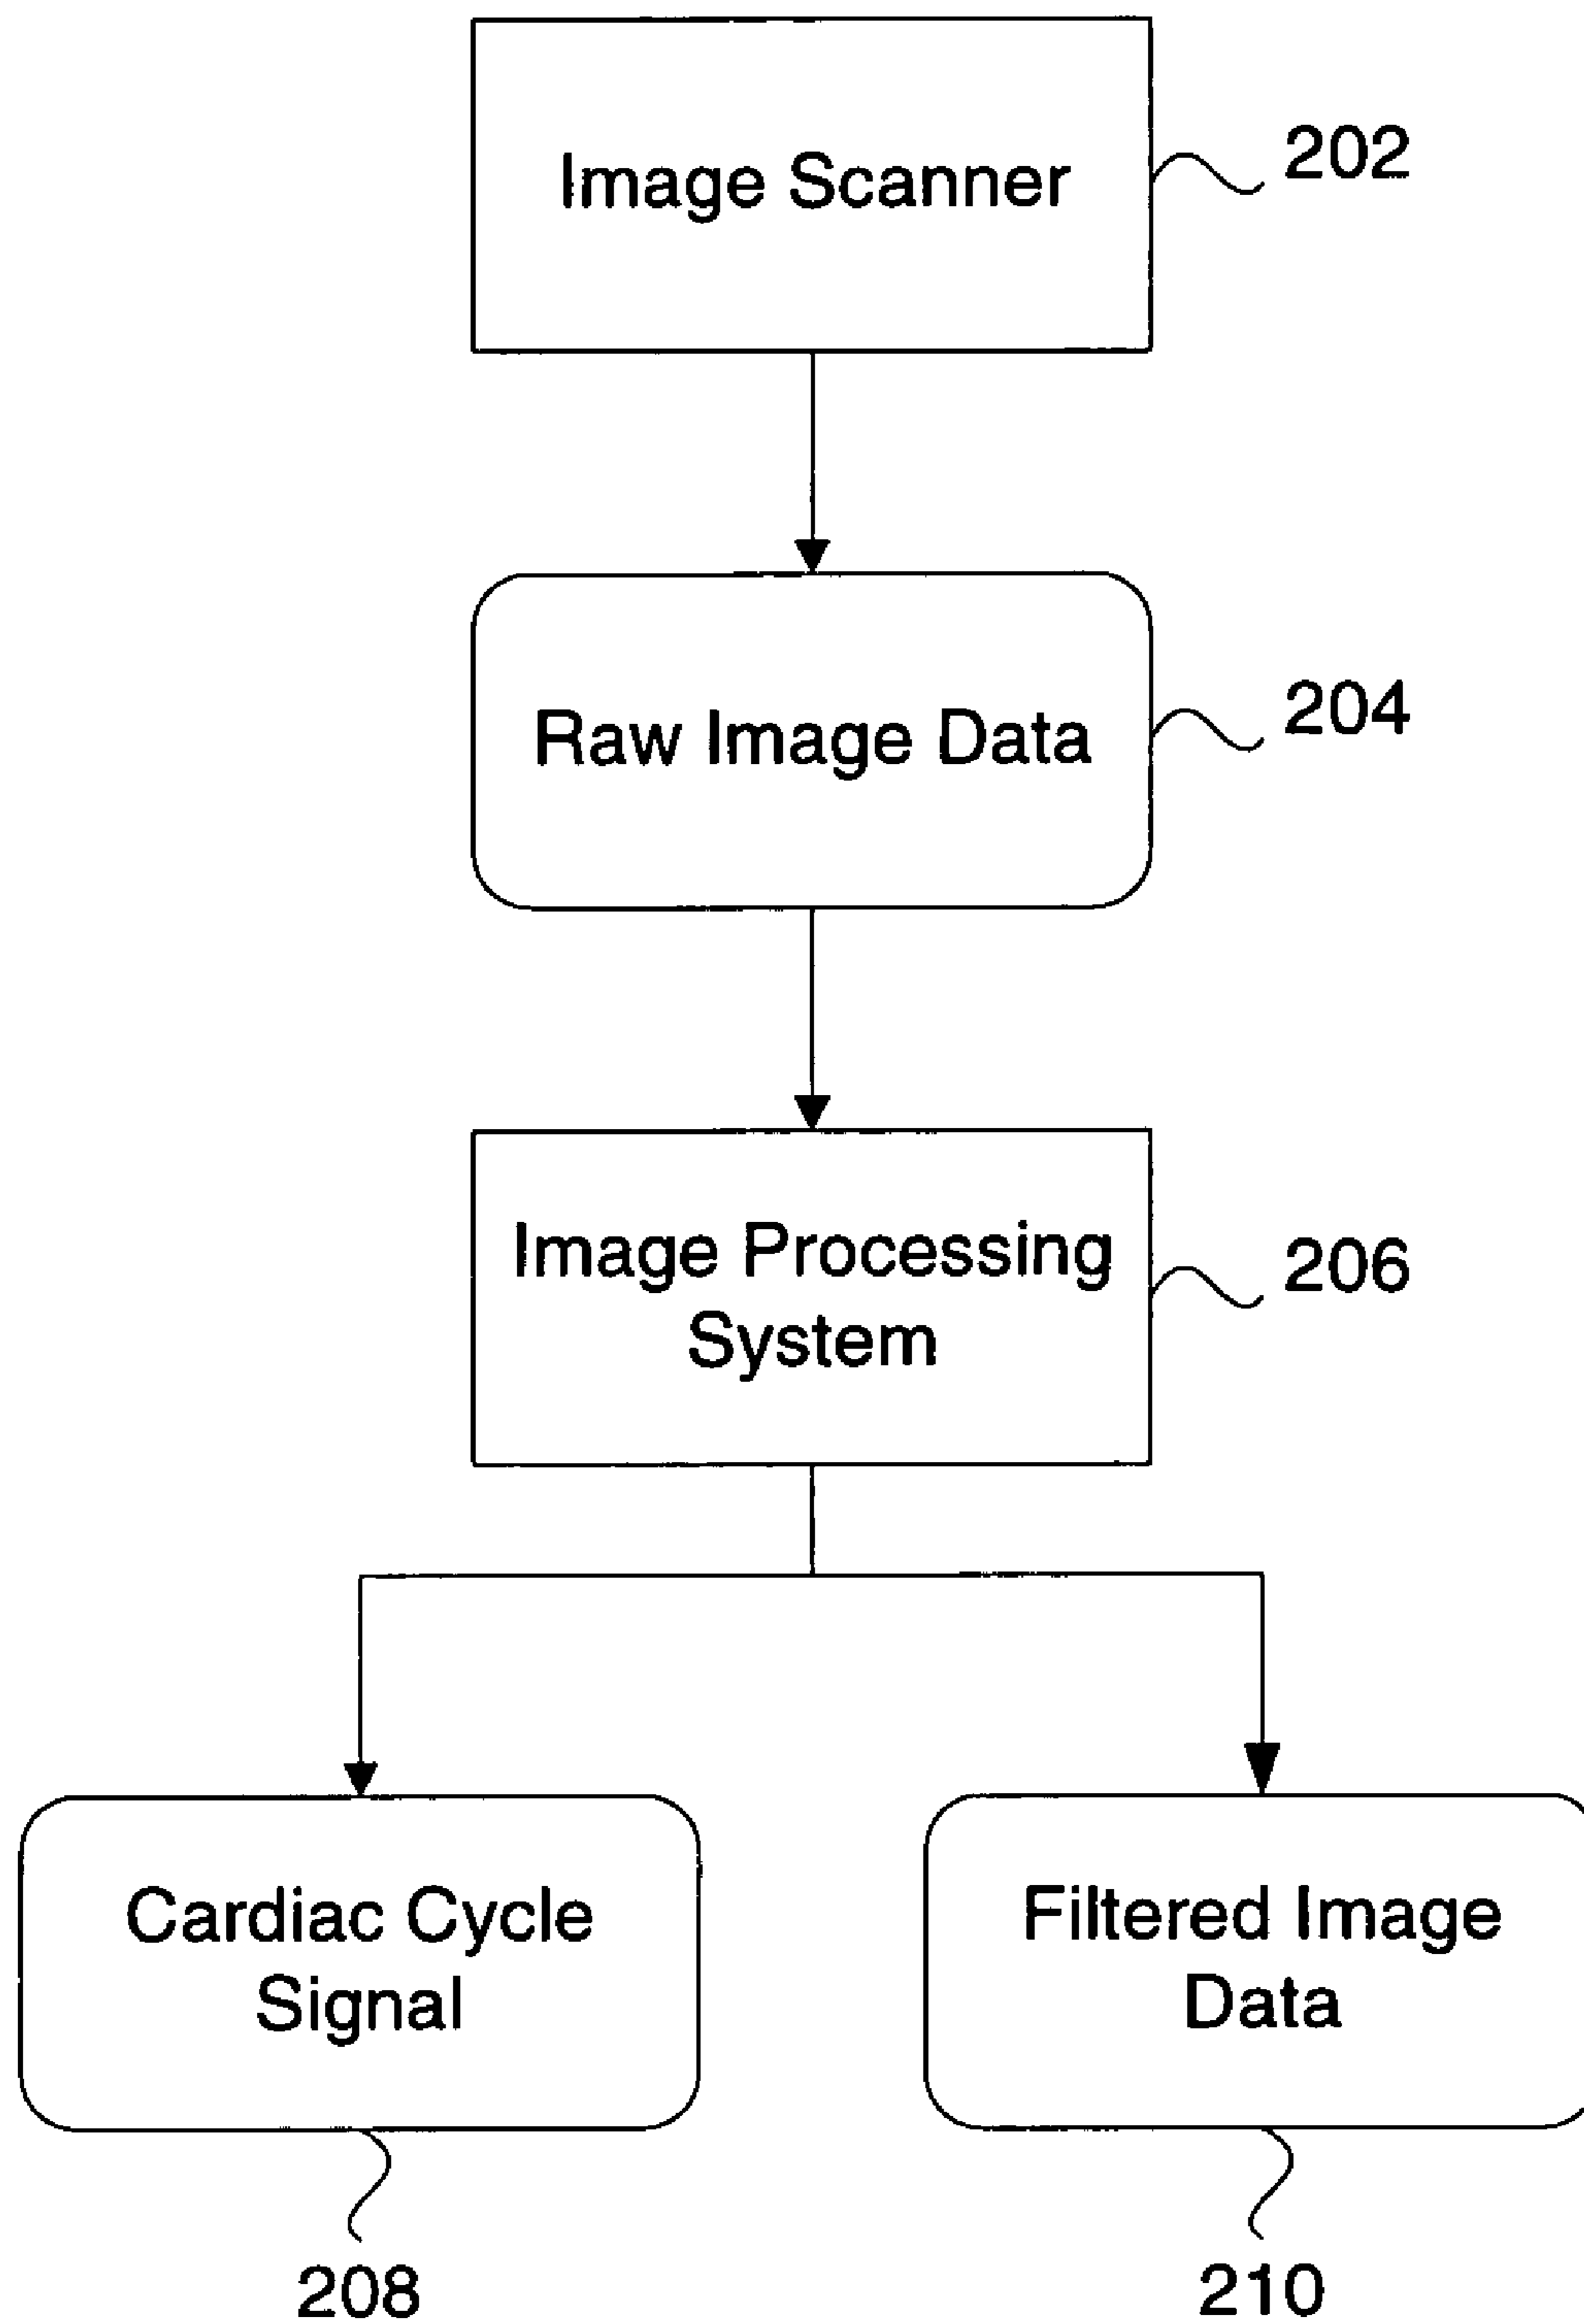 Image Scanner
202
Raw Image Data
204
Image Processing
System
206
Cardiac Cycle
Signal
Filtered Image
Data
208
210